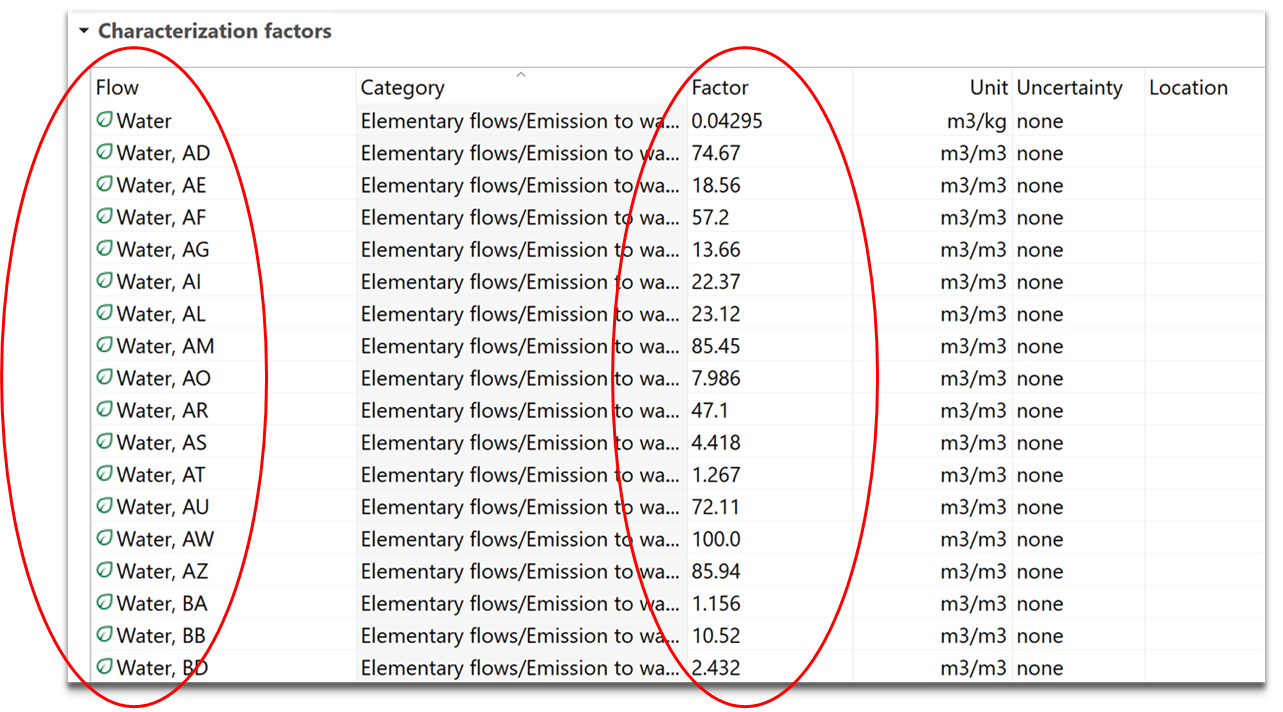 Characterization factors
Flow Category Factor Unit Uncertainty Location
Water Elementary flows/Emission to wa... 0.04295 m3/kg none
Water, AD Elementary flows/Emission to wa... 74.67 m3/m3 none
Water, AE Elementary flows/Emission to wa... 18.56 m3/m3 none
Water, AF Elementary flows/Emission to wa... 57.2 m3/m3 none
Water, AG Elementary flows/Emission to wa... 13.66 m3/m3 none
Water, AI Elementary flows/Emission to wa... 22.37 m3/m3 none
Water, AL Elementary flows/Emission to wa... 23.12 m3/m3 none
Water, AM Elementary flows/Emission to wa... 85.45 m3/m3 none
Water, AO Elementary flows/Emission to wa... 7.986 m3/m3 none
Water, AR Elementary flows/Emission to wa... 47.1 m3/m3 none
Water, AS Elementary flows/Emission to wa... 4.418 m3/m3 none
Water, AT Elementary flows/Emission to wa... 1.267 m3/m3 none
Water, AU Elementary flows/Emission to wa... 72.11 m3/m3 none
Water, AW Elementary flows/Emission to wa... 100.0 m3/m3 none
Water, AZ Elementary flows/Emission to wa... 85.94 m3/m3 none
Water, BA Elementary flows/Emission to wa... 1.156 m3/m3 none
Water, BB Elementary flows/Emission to wa... 10.52 m3/m3 none
Water, BD Elementary flows/Emission to wa... 2.432 m3/m3 none